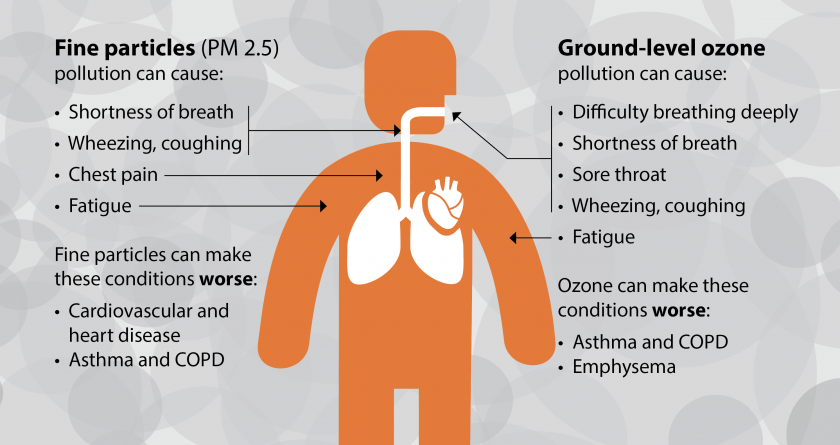 Fine particles (PM 2.5)
pollution can cause:
• Shortness of breath
• Wheezing, coughing
• Chest pain
• Fatigue
Fine particles can make
these conditions worse:
• Cardiovascular and
heart disease
• Asthma and COPD
Ground-level ozone
pollution can cause:
• Difficulty breathing deeply
• Shortness of breath
• Sore throat
• Wheezing, coughing
• Fatigue
Ozone can make these
conditions worse:
• Asthma and COPD
• Emphysema